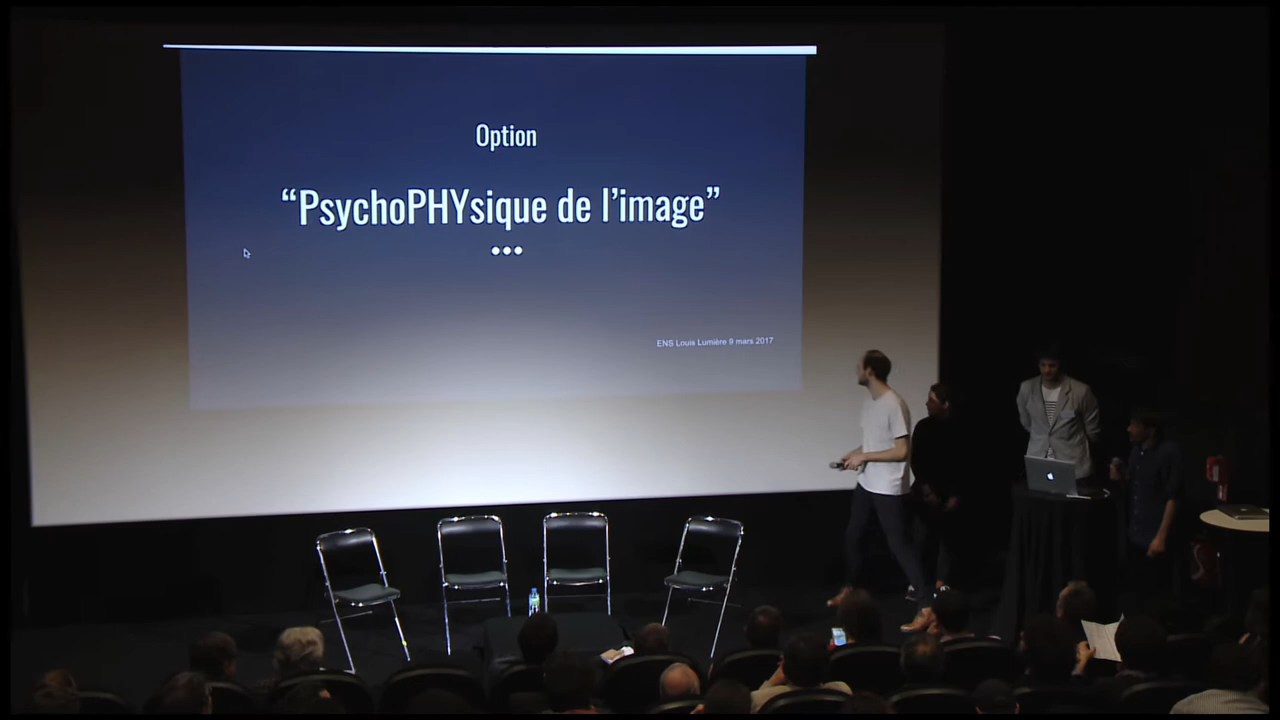 Option
“PsychoPHYsique de l’image”
ENS Louis Lumière 9 mars 2017